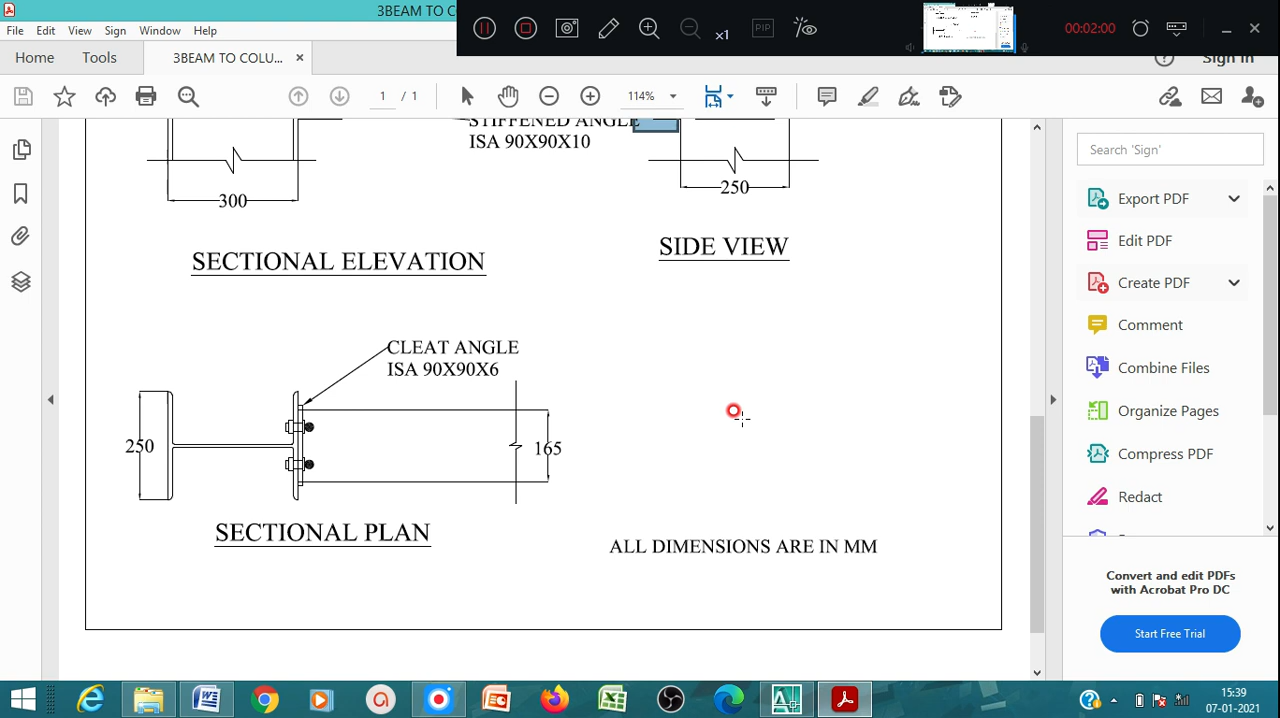 3BEAM TO CO
x1
PIP
00:02:00
File Edit View Sign Window Help
Home Tools 3BEAM TO COLU... ×
Sign In
1 / 1
114%
STIFFENED ANGLE
ISA 90X90X10
300
250
SECTIONAL ELEVATION
SIDE VIEW
CLEAT ANGLE
ISA 90X90X6
250
165
SECTIONAL PLAN
ALL DIMENSIONS ARE IN MM
Search 'Sign'
Export PDF
Edit PDF
Create PDF
Comment
Combine Files
Organize Pages
Compress PDF
Redact
Convert and edit PDFs
with Acrobat Pro DC
Start Free Trial
15:39
07-01-2021